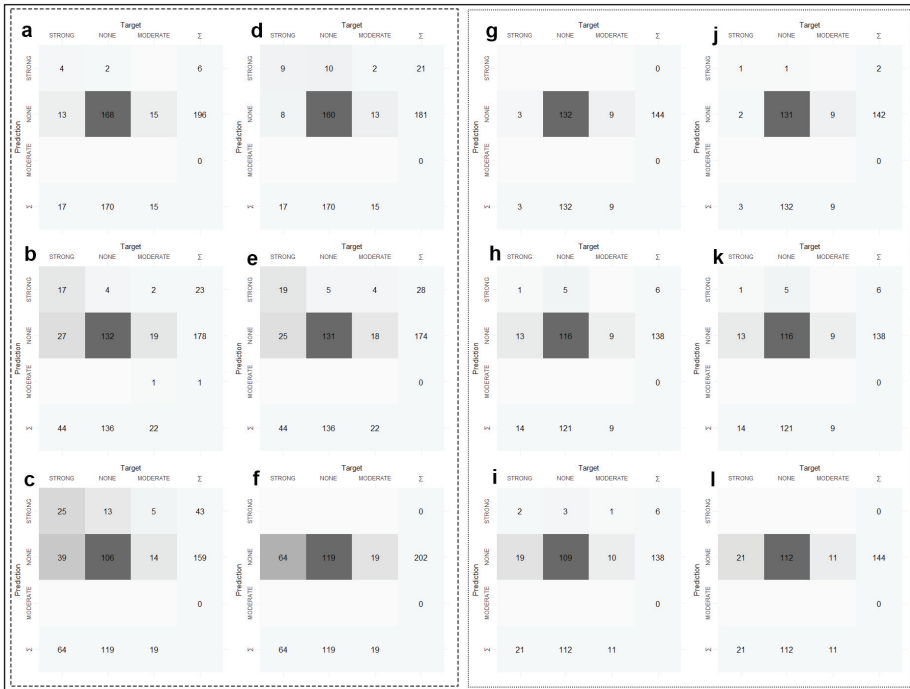 a
Target
STRONG NONE MODERATE Σ
Prediction
STRONG 4 2 6
NONE 13 168 15 196
MODERATE 0
Σ 17 170 15
d
Target
STRONG NONE MODERATE Σ
Prediction
STRONG 9 10 2 21
NONE 8 160 13 181
MODERATE 0
Σ 17 170 15
g
Target
STRONG NONE MODERATE Σ
Prediction
STRONG 0
NONE 3 132 9 144
MODERATE 0
Σ 3 132 9
j
Target
STRONG NONE MODERATE Σ
Prediction
STRONG 1 1 2
NONE 2 131 9 142
MODERATE 0
Σ 3 132 9
b
Target
STRONG NONE MODERATE Σ
Prediction
STRONG 17 4 2 23
NONE 27 132 19 178
MODERATE 1 1
Σ 44 136 22
e
Target
STRONG NONE MODERATE Σ
Prediction
STRONG 19 5 4 28
NONE 25 131 18 174
MODERATE 0
Σ 44 136 22
h
Target
STRONG NONE MODERATE Σ
Prediction
STRONG 1 5 6
NONE 13 116 9 138
MODERATE 0
Σ 14 121 9
k
Target
STRONG NONE MODERATE Σ
Prediction
STRONG 1 5 6
NONE 13 116 9 138
MODERATE 0
Σ 14 121 9
c
Target
STRONG NONE MODERATE Σ
Prediction
STRONG 25 13 5 43
NONE 39 106 14 159
MODERATE 0
Σ 64 119 19
f
Target
STRONG NONE MODERATE Σ
Prediction
STRONG 0
NONE 64 119 19 202
MODERATE 0
Σ 64 119 19
i
Target
STRONG NONE MODERATE Σ
Prediction
STRONG 2 3 1 6
NONE 19 109 10 138
MODERATE 0
Σ 21 112 11
l
Target
STRONG NONE MODERATE Σ
Prediction
STRONG 0
NONE 21 112 11 144
MODERATE 0
Σ 21 112 11